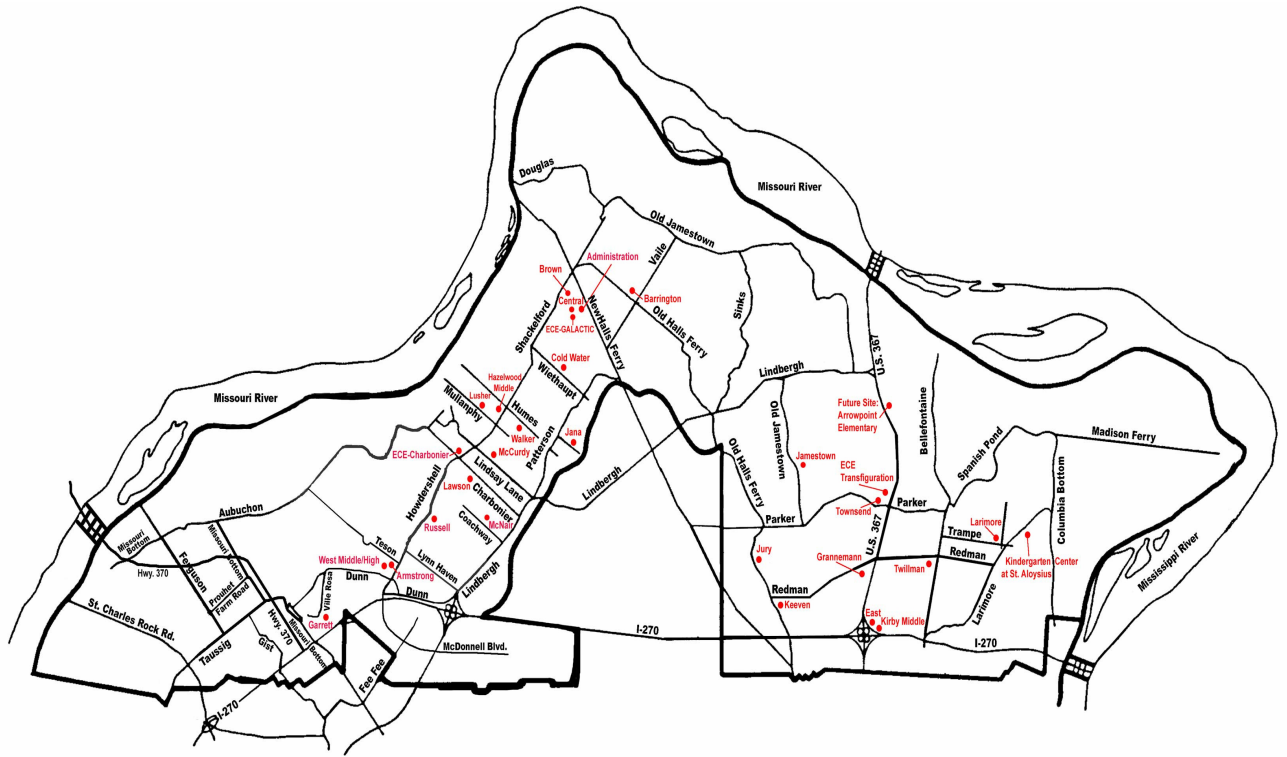 Douglas
Missouri River
Old Jamestown
Vaile
Administration
Brown
Central
ECE-GALACTIC
Barrington
Sinks
Shackelford
NewHalls Ferry
Old Halls Ferry
U.S. 367
Cold Water
Wiethaupt
Lindbergh
Hazelwood
Middle
Lusher
Mullanphy
Humes
Missouri River
Future Site:
Arrowpoint
Elementary
Old Jamestown
Bellefontaine
Walker
Jana
Patterson
Madison Ferry
ECE-Charbonier
McCurdy
Lindsay Lane
Old Halls Ferry
Jamestown
Spanish Pond
ECE
Transfiguration
Lindbergh
Lawson
Charbonier
Howdershell
Columbia Bottom
Aubuchon
Russell
McNair
Coachway
Parker
Townsend
Parker
Larimore
Trampe
Missouri
Bottom
Missouri Bottom
Teson
U.S. 367
Redman
Jury
Grannemann
Twillman
Kindergarten Center
at St. Aloysius
Mississippi River
Hwy. 370
Ferguson
West Middle/High
Armstrong
Lynn Haven
Dunn
Ville Rosa
Prouhet
Farm Road
Dunn
Lindbergh
Redman
Keeven
Larimore
St. Charles Rock Rd.
Garrett
Hwy. 370
East
Kirby Middle
I-270
I-270
Taussig
Gist
Missouri Bottom
McDonnell Blvd.
Fee Fee
I-270